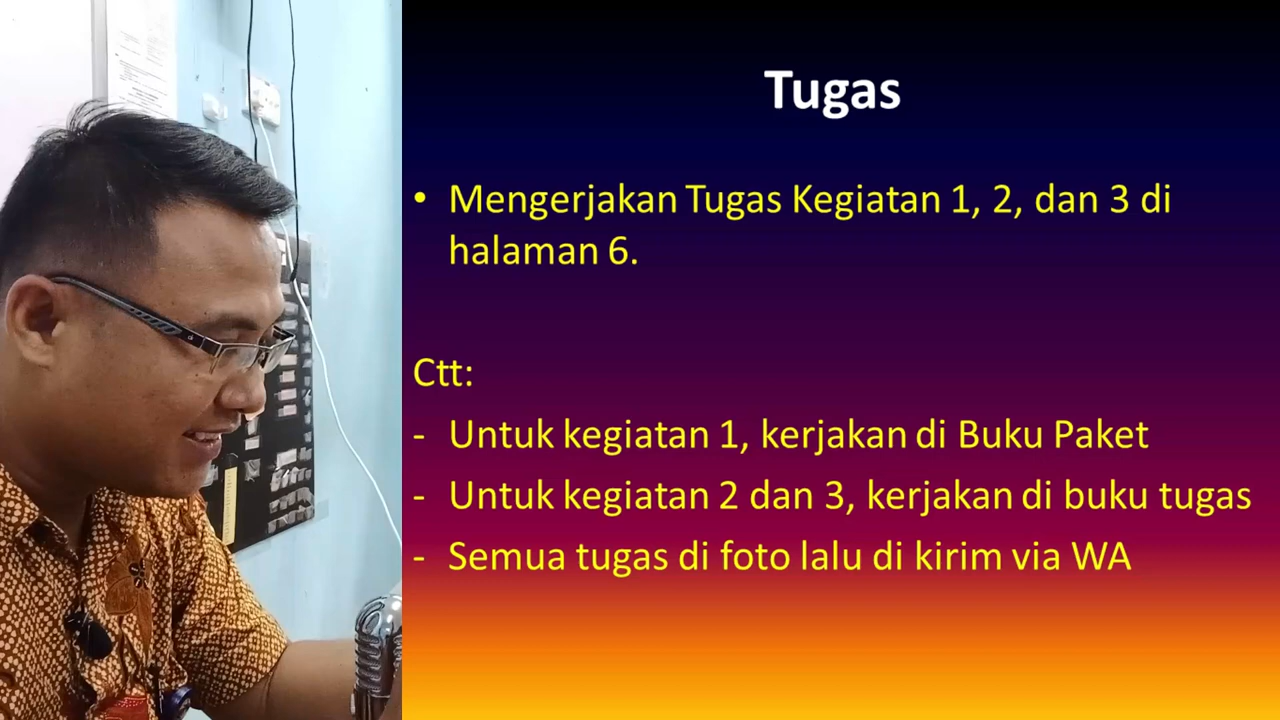 Tugas
• Mengerjakan Tugas Kegiatan 1, 2, dan 3 di
halaman 6.
Ctt:
- Untuk kegiatan 1, kerjakan di Buku Paket
- Untuk kegiatan 2 dan 3, kerjakan di buku tugas
- Semua tugas di foto lalu di kirim via WA